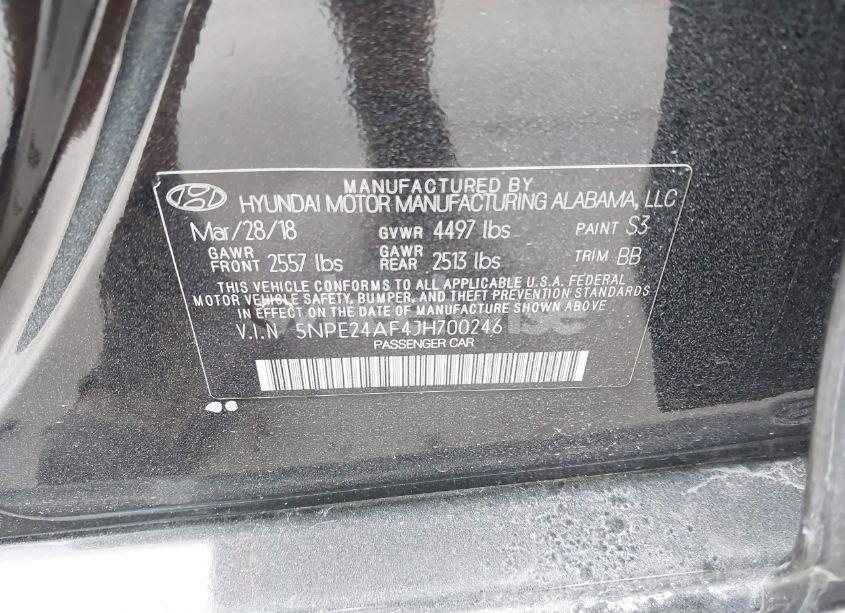 MANUFACTURED BY
HYUNDAI MOTOR MANUFACTURING ALABAMA, LLC
Mar/28/18 GVWR 4497 lbs PAINT S3
GAWR FRONT 2557 lbs GAWR REAR 2513 lbs TRIM BB
THIS VEHICLE CONFORMS TO ALL APPLICABLE U.S.A. FEDERAL
MOTOR VEHICLE SAFETY, BUMPER, AND THEFT PREVENTION STANDARDS
IN EFFECT ON THE DATE OF MANUFACTURE SHOWN ABOVE.
V.I.N 5NPE24AF4JH700246
PASSENGER CAR